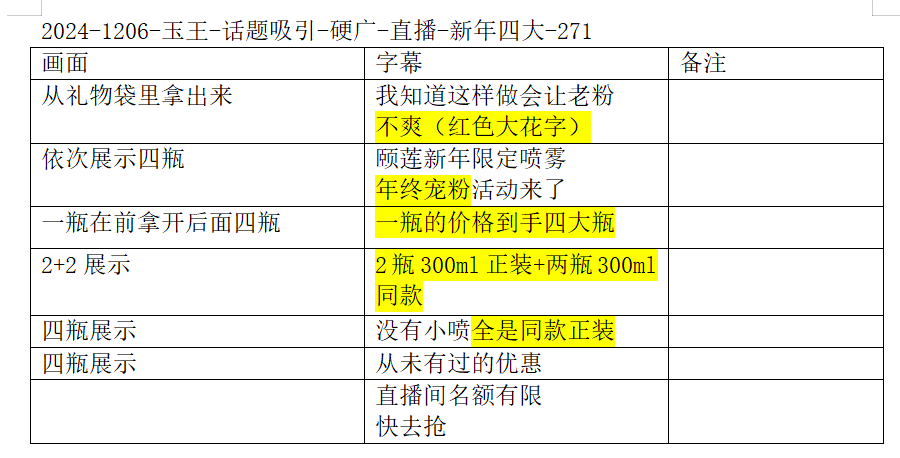 2024-1206-玉王-话题吸引-硬广-直播-新年四大-271
画面 字幕 备注
从礼物袋里拿出来 我知道这样做会让老粉
不爽（红色大花字）
依次展示四瓶 颐莲新年限定喷雾
年终宠粉活动来了
一瓶在前拿开后面四瓶 一瓶的价格到手四大瓶
2+2 展示 2 瓶 300ml 正装+两瓶 300ml
同款
四瓶展示 没有小喷全是同款正装
四瓶展示 从未有过的优惠
直播间名额有限
快去抢